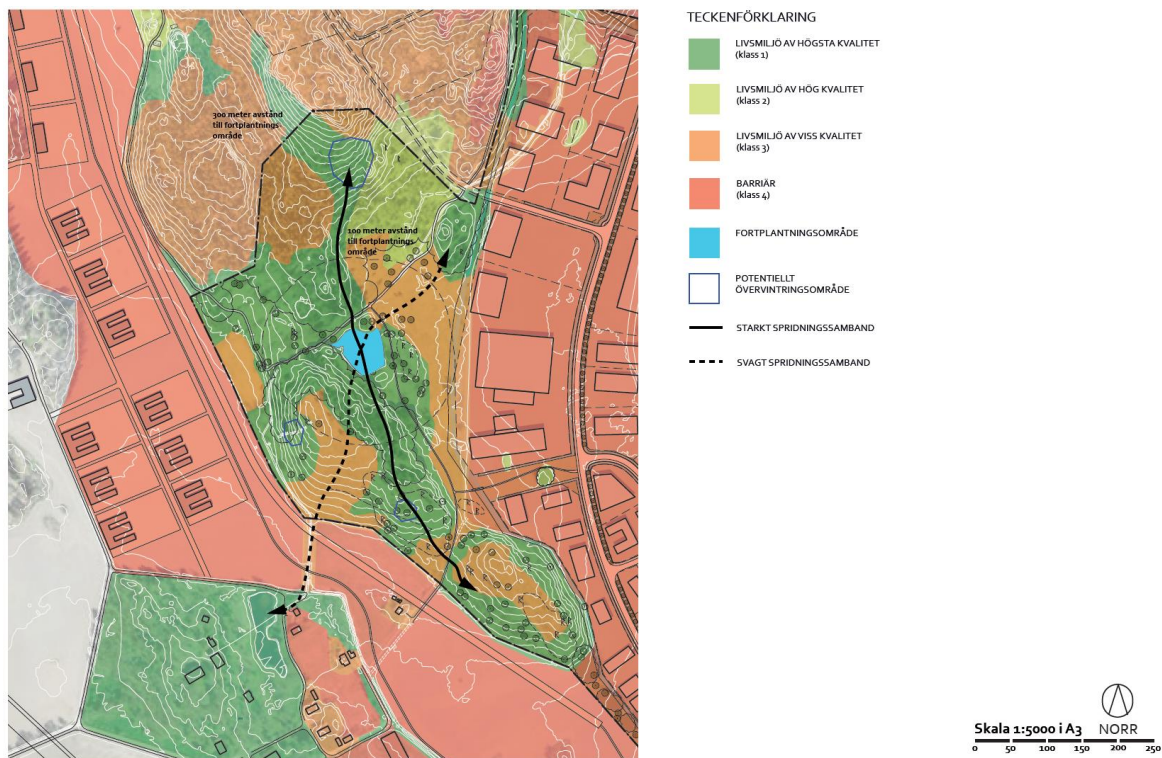 300 meter avstånd
till fortplantnings
område
100 meter avstånd
till fortplantnings
område
TECKENFÖRKLARING
LIVSMILJÖ AV HÖGSTA KVALITET
(klass 1)
LIVSMILJÖ AV HÖG KVALITET
(klass 2)
LIVSMILJÖ AV VISS KVALITET
(klass 3)
BARRIÄR
(klass 4)
FORTPLANTNINGSOMRÅDE
POTENTIELLT
ÖVERVINTRINGSOMRÅDE
STARKT SPRIDNINGSSAMBAND
SVAGT SPRIDNINGSSAMBAND
Skala 1:5000 i A3 NORR
0 50 100 150 200 250